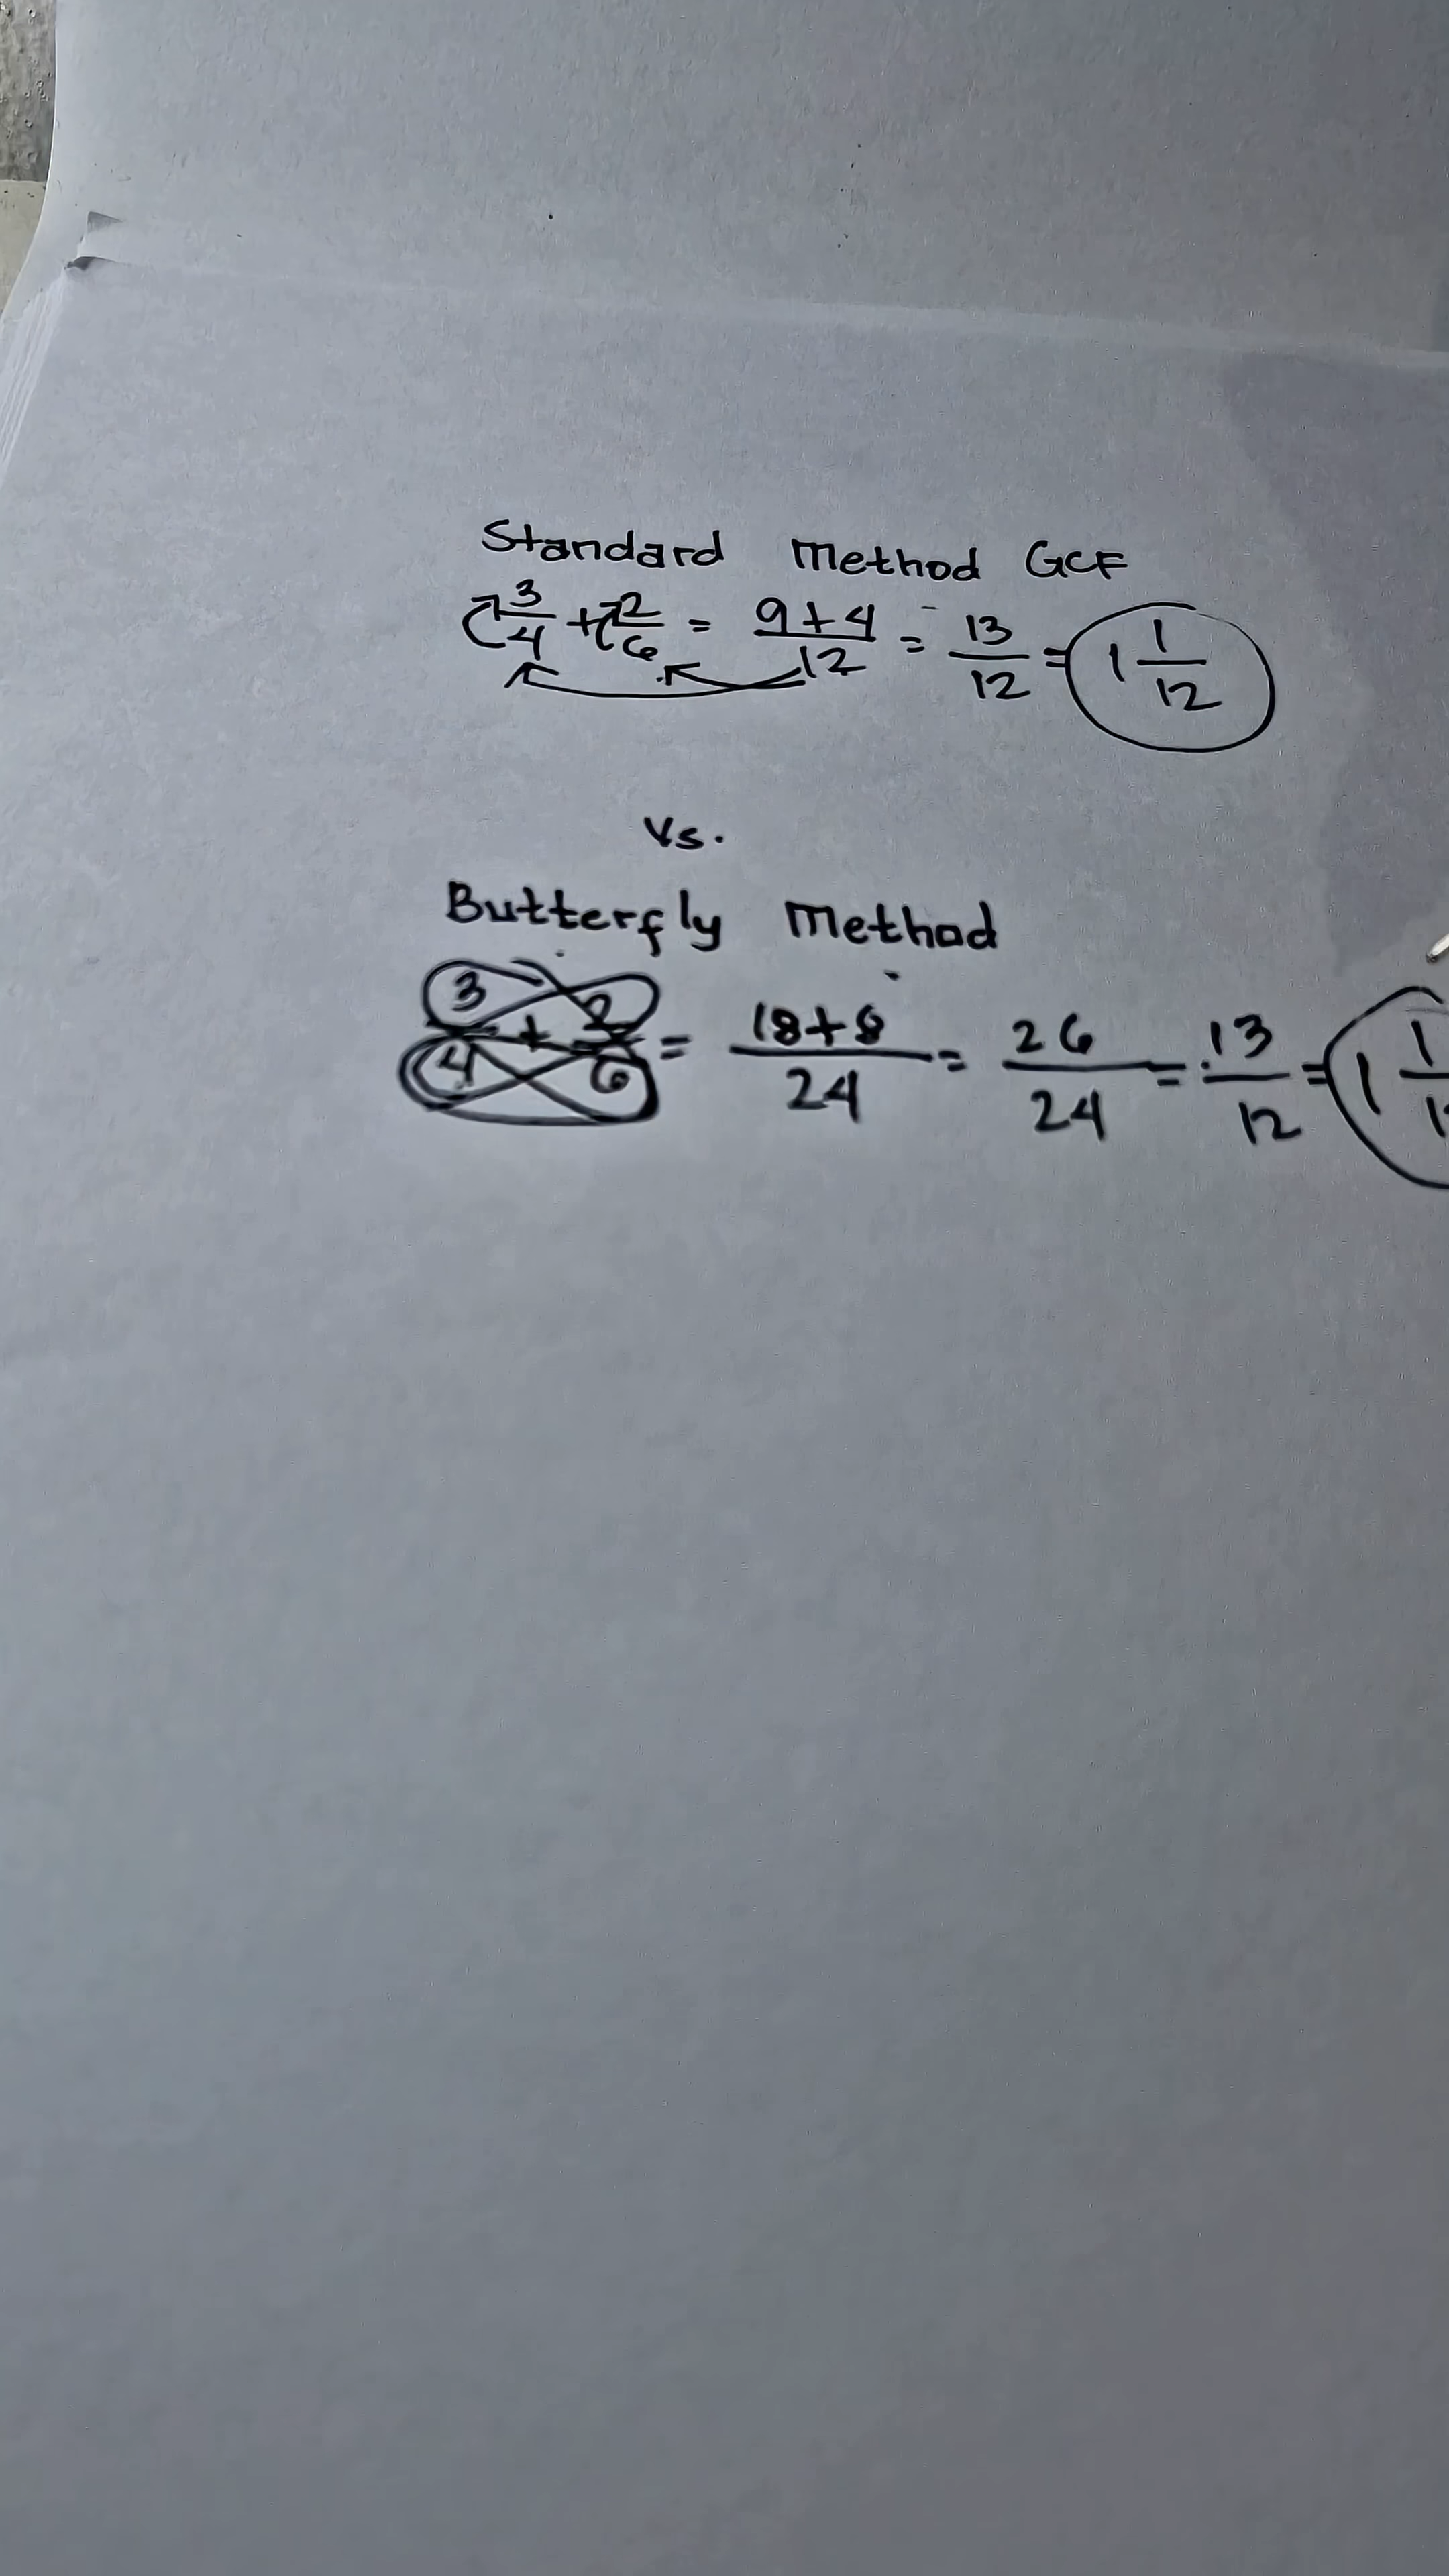 Standard Method GCF
3/4 + 2/6 = 9+4/12 = 13/12 = 1 1/12
Vs.
Butterfly Method
3/4 + 2/6 = 18+8/24 = 26/24 = 13/12 = 1 1/